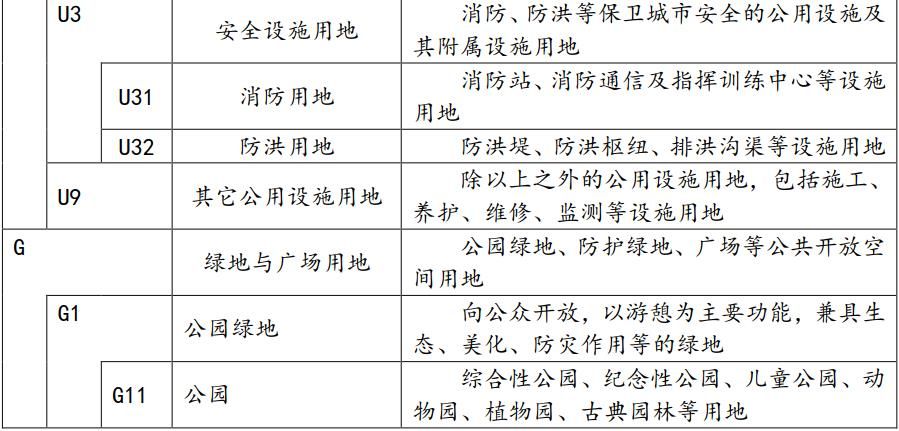 U3 安全设施用地 消防、防洪等保卫城市安全的公用设施及
其附属设施用地
U31 消防用地 消防站、消防通信及指挥训练中心等设施
用地
U32 防洪用地 防洪堤、防洪枢纽、排洪沟渠等设施用地
U9 其它公用设施用地 除以上之外的公用设施用地，包括施工、
养护、维修、监测等设施用地
G 绿地与广场用地 公园绿地、防护绿地、广场等公共开放空
间用地
G1 公园绿地 向公众开放，以游憩为主要功能，兼具生
态、美化、防灾作用等的绿地
G11 公园 综合性公园、纪念性公园、儿童公园、动
物园、植物园、古典园林等用地